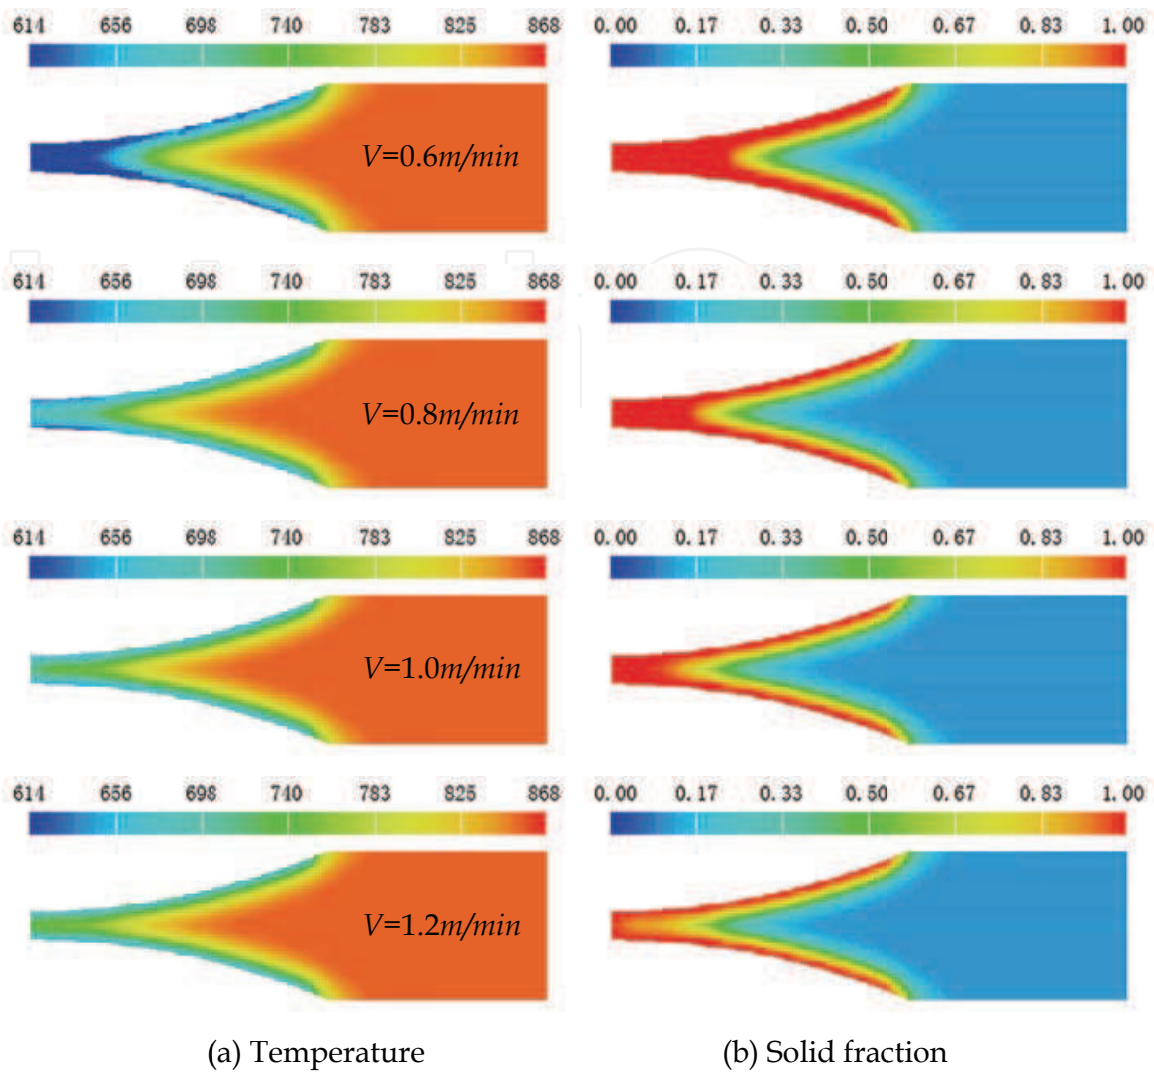 614 656 698 740 783 825 868 0.00 0.17 0.33 0.50 0.67 0.83 1.00
V=0.6m/min
614 656 698 740 783 825 868 0.00 0.17 0.33 0.50 0.67 0.83 1.00
V=0.8m/min
614 656 698 740 783 825 868 0.00 0.17 0.33 0.50 0.67 0.83 1.00
V=1.0m/min
614 656 698 740 783 825 868 0.00 0.17 0.33 0.50 0.67 0.83 1.00
V=1.2m/min
(a) Temperature (b) Solid fraction